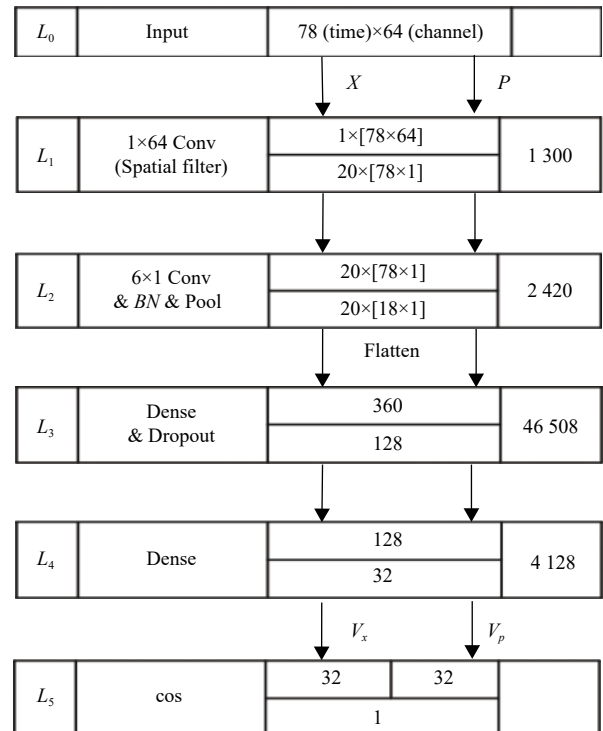 L₀ Input 78 (time)×64 (channel)
X P
L₁ 1×64 Conv (Spatial filter) 1×[78×64] 20×[78×1] 1 300
L₂ 6×1 Conv & BN & Pool 20×[78×1] 20×[18×1] 2 420
Flatten
L₃ Dense & Dropout 360 128 46 508
L₄ Dense 128 32 4 128
Vₓ Vₚ
L₅ cos 32 32 1